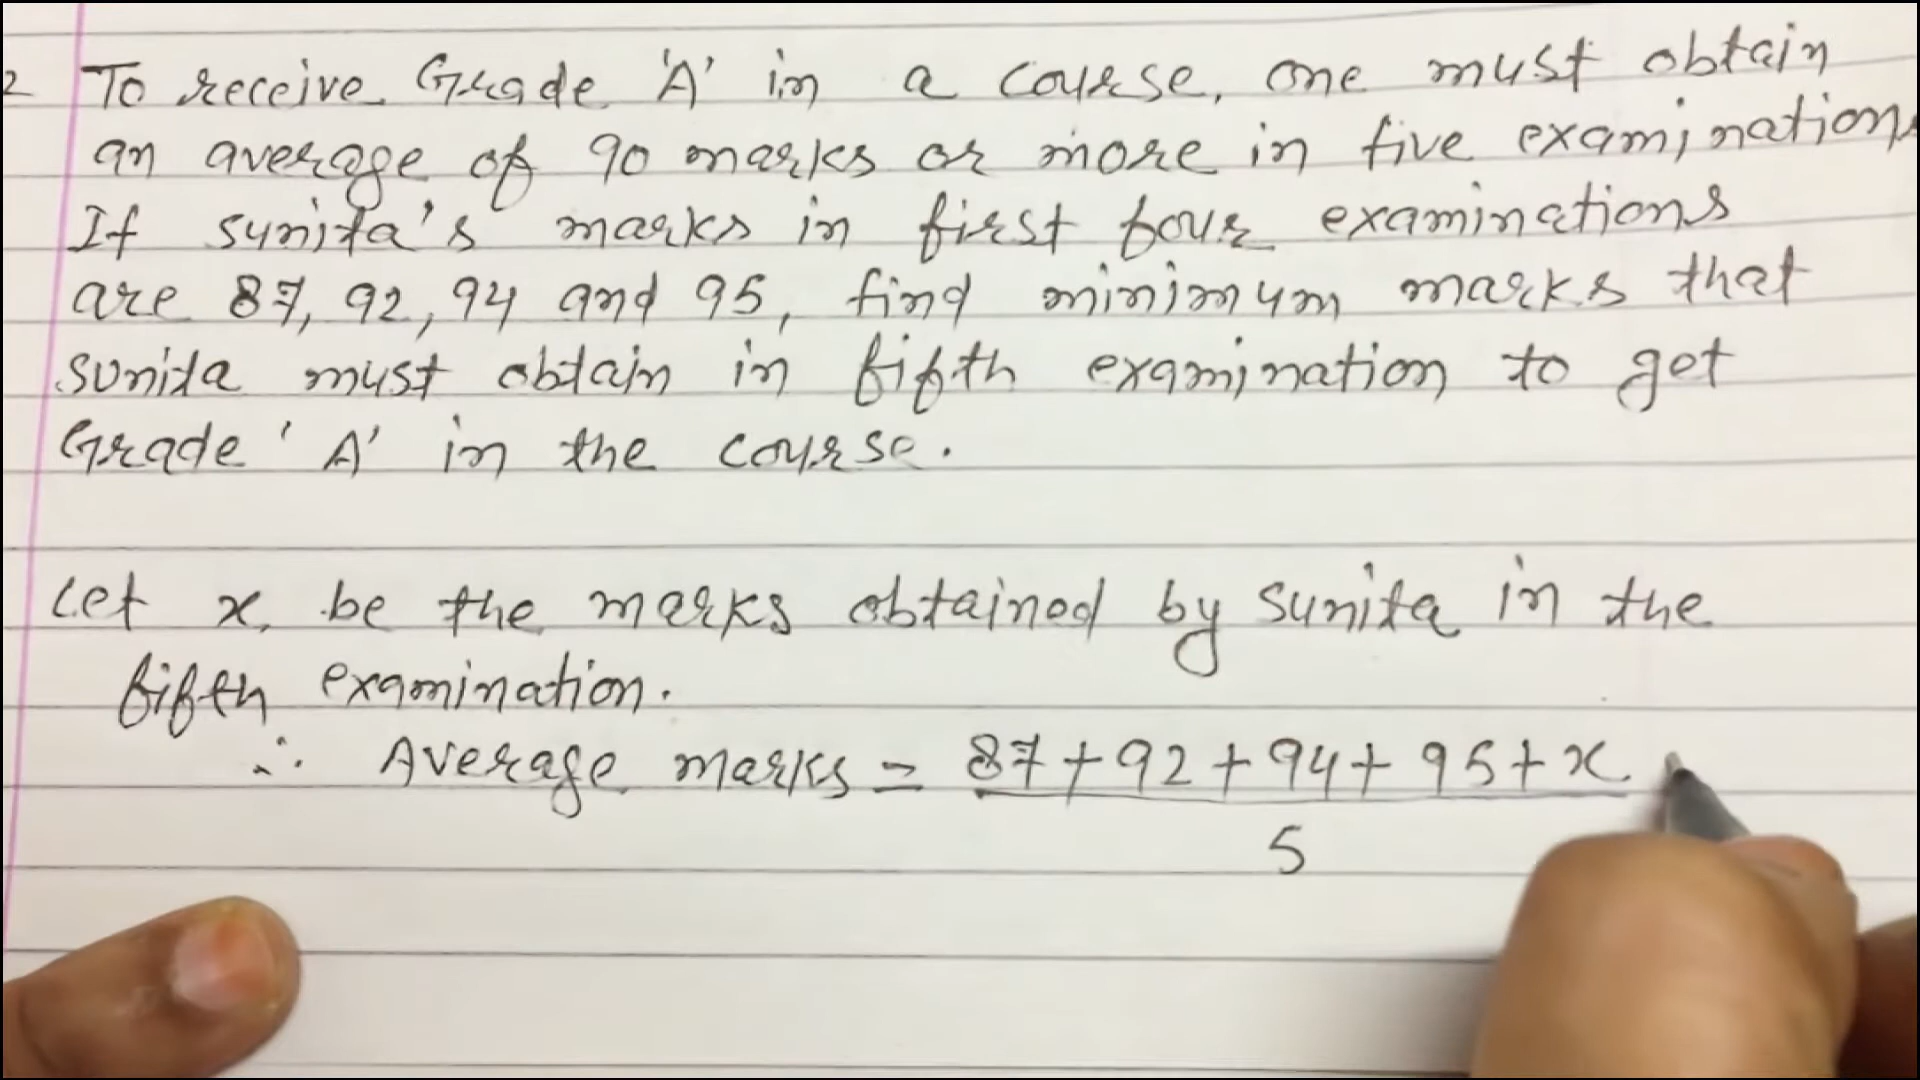 2 To receive Grade 'A' in a course, one must obtain
an average of 90 marks or more in five examination
If sunita's marks in first four examinations
are 87, 92, 94 and 95, find minimum marks that
sunita must obtain in fifth examination to get
Grade 'A' in the course.
Let x be the marks obtained by sunita in the
fifth examination.
∴ Average marks = 87 + 92 + 94 + 95 + x
5